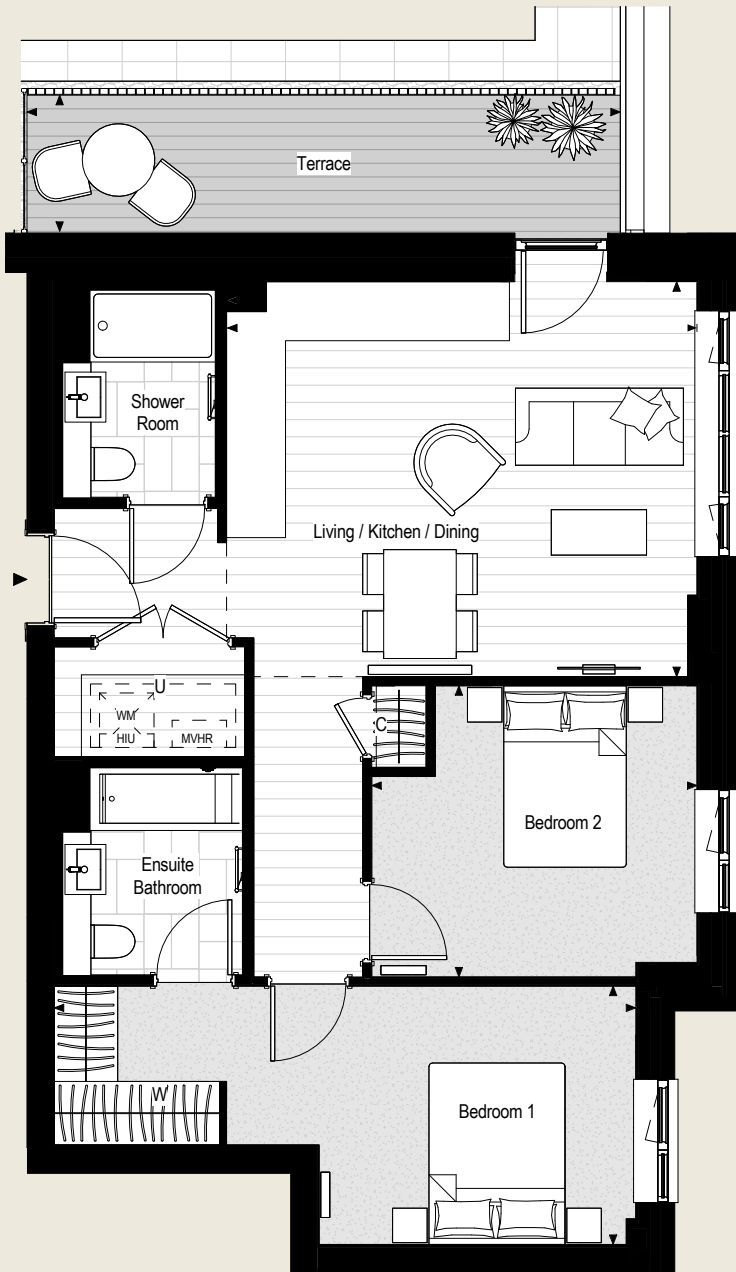 Terrace
Shower
Room
Living / Kitchen / Dining
U
WM
HIU
MVHR
C
Bedroom 2
Ensuite
Bathroom
W
Bedroom 1